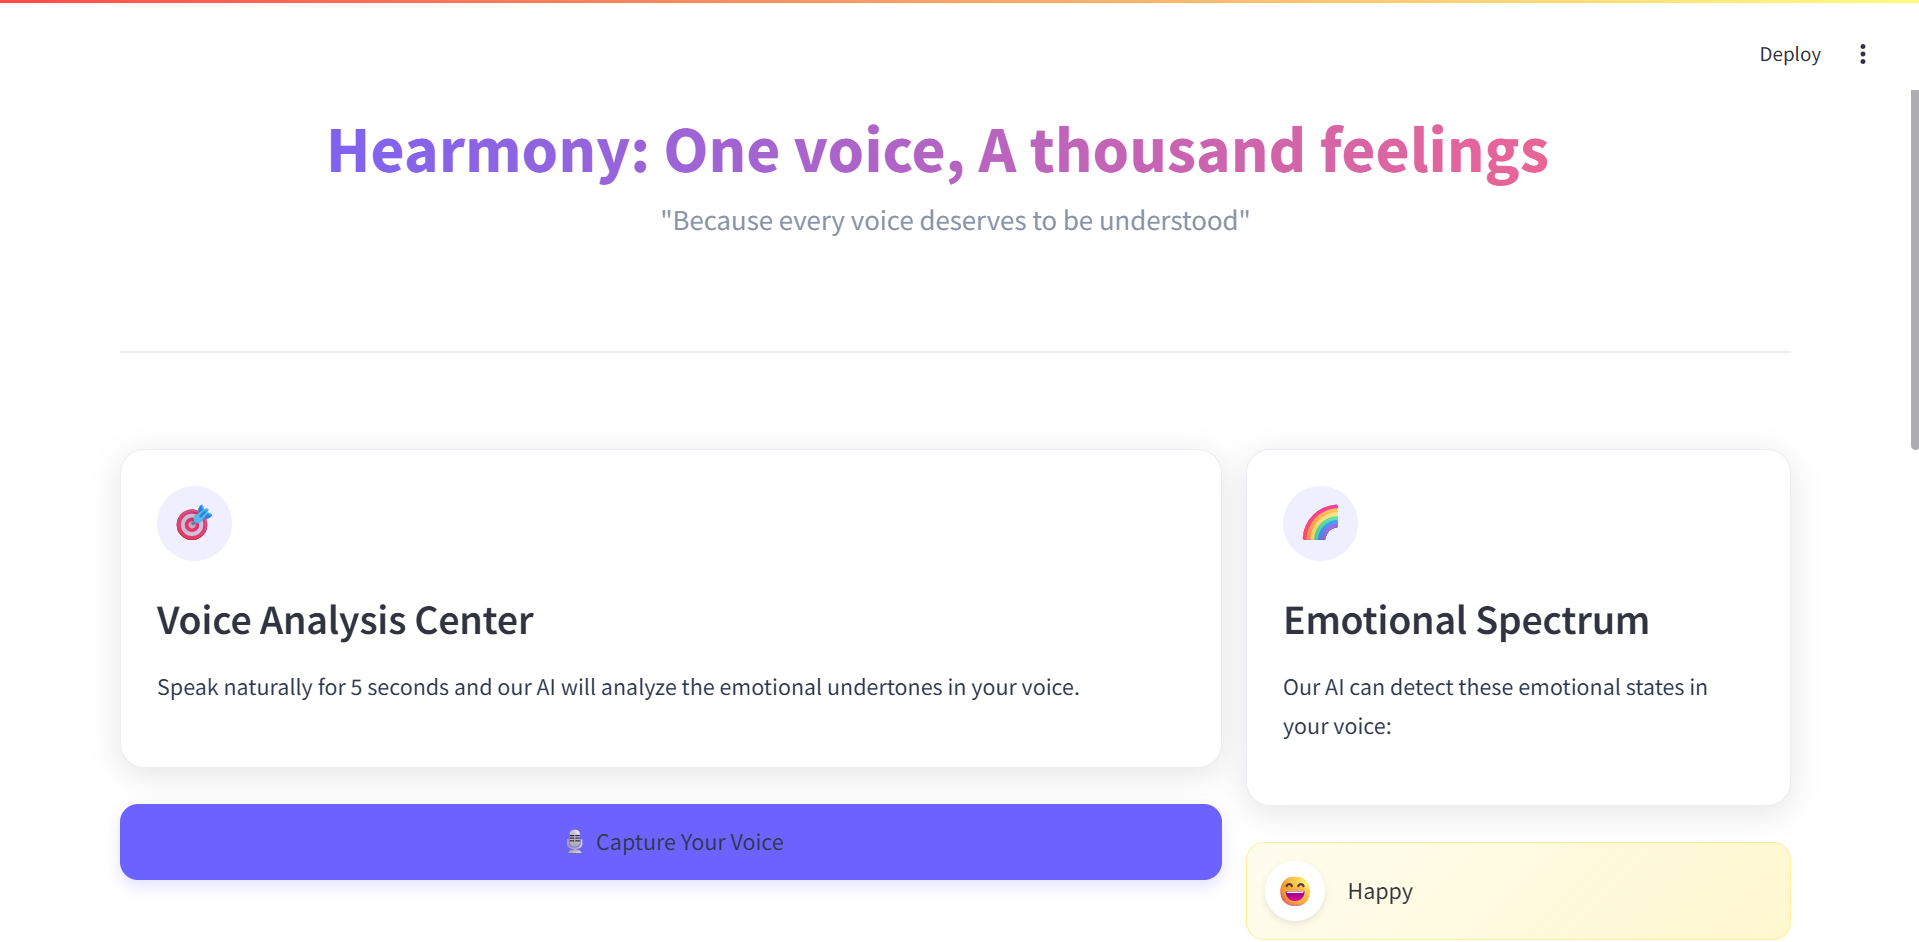 Deploy
Hearmony: One voice, A thousand feelings
"Because every voice deserves to be understood"
Voice Analysis Center
Speak naturally for 5 seconds and our AI will analyze the emotional undertones in your voice.
Capture Your Voice
Emotional Spectrum
Our AI can detect these emotional states in
your voice:
Happy